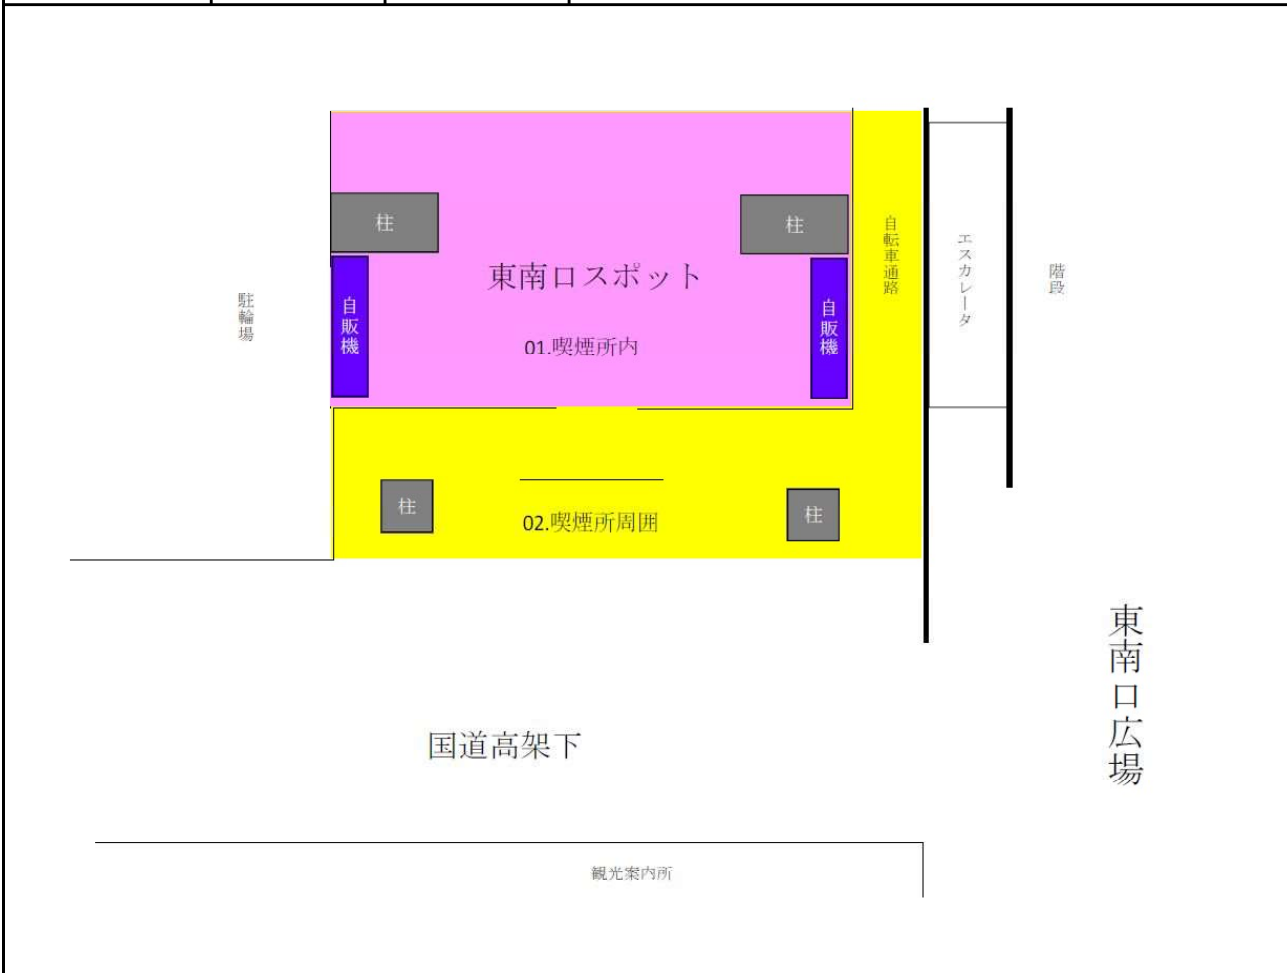 柱
柱
自転車通路
エスカレータ
階段
東南口スポット
駐輪場
自販機
自販機
01.喫煙所内
柱
柱
02.喫煙所周囲
東南口広場
国道高架下
観光案内所